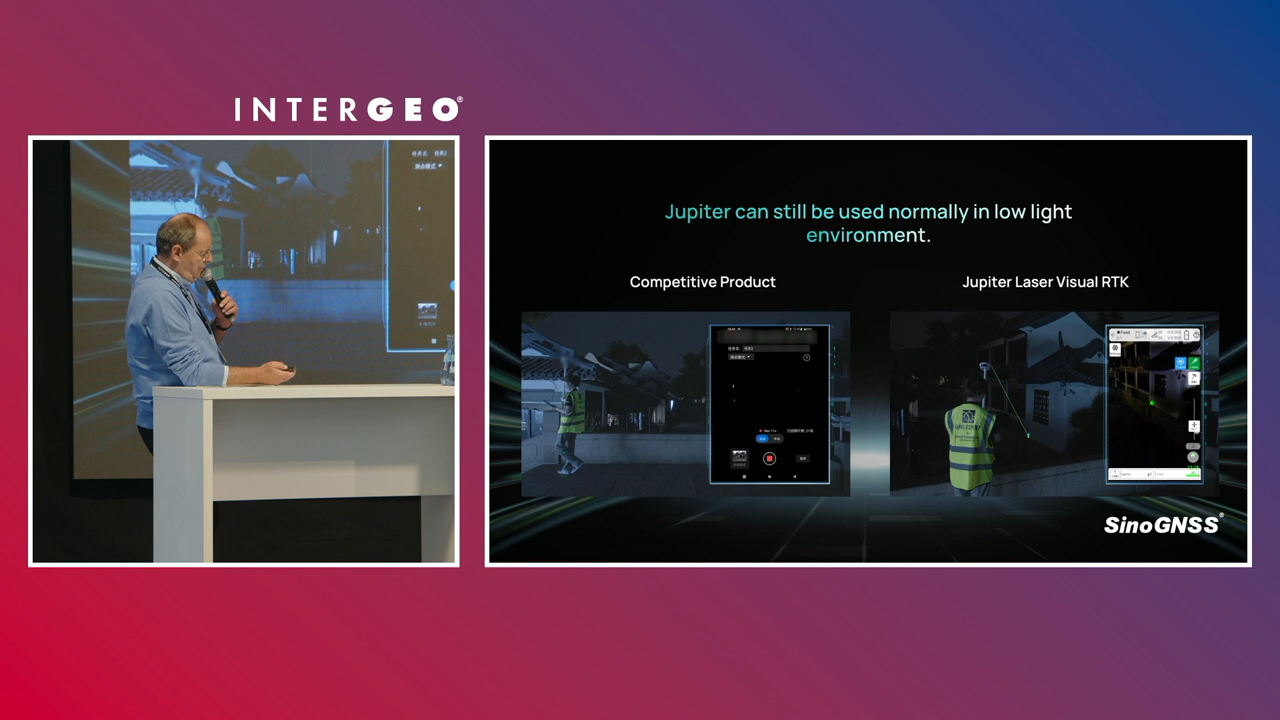 INTERGEO®
Jupiter can still be used normally in low light
environment.
Competitive Product
Jupiter Laser Visual RTK
SinoGNSS®